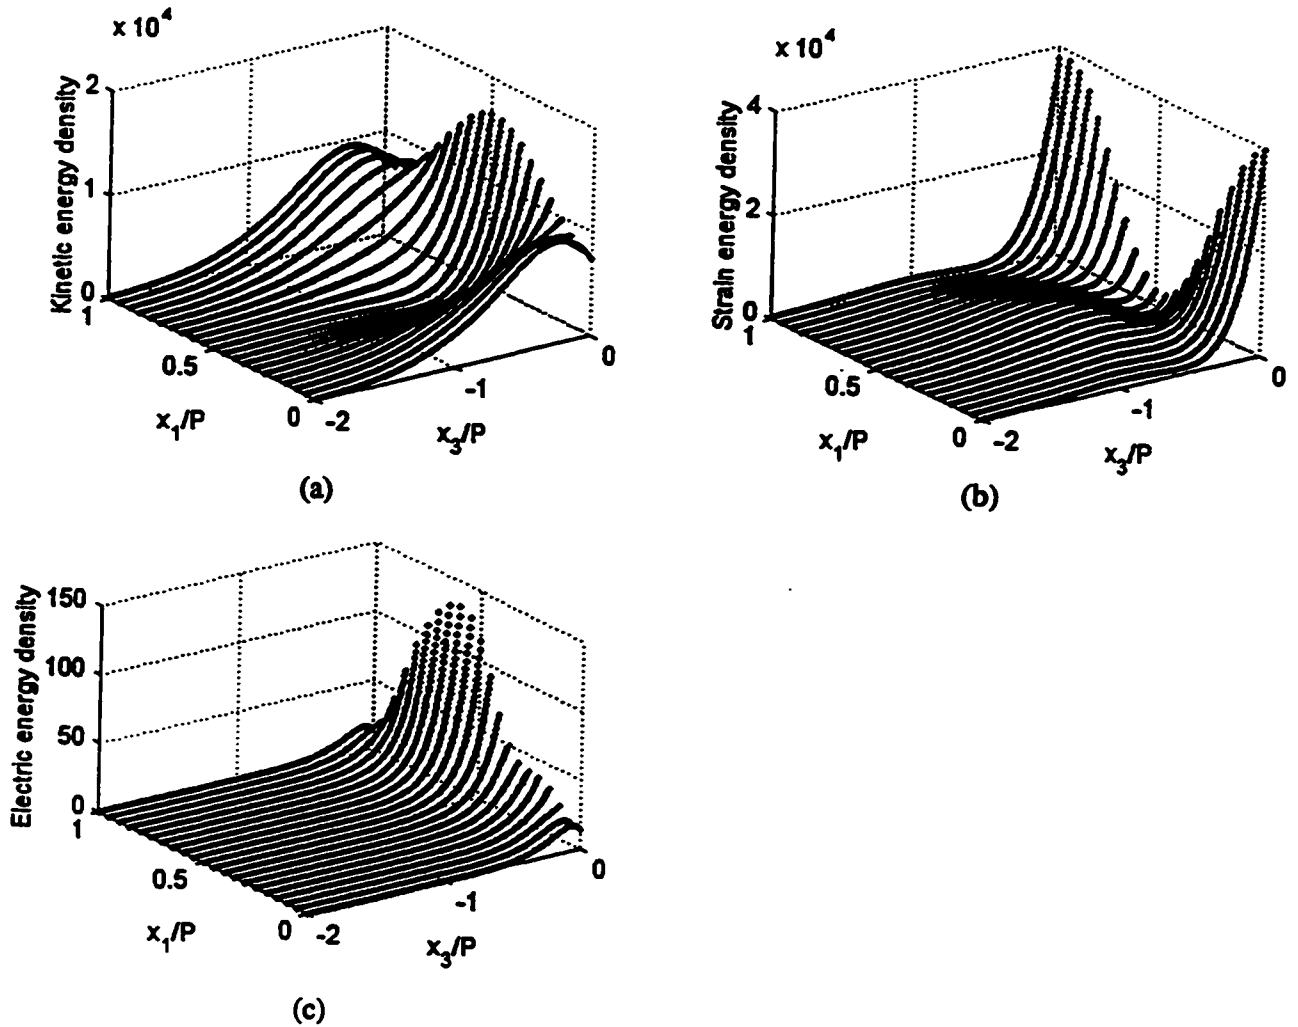 x 10^4
Kinetic energy density
2
1
0
1
0.5
0
-2
-1
0
x_1/P
x_3/P
(a)
x 10^4
Strain energy density
4
2
0
1
0.5
0
-2
-1
0
x_1/P
x_3/P
(b)
Electric energy density
150
100
50
0
1
0.5
0
-2
-1
0
x_1/P
x_3/P
(c)